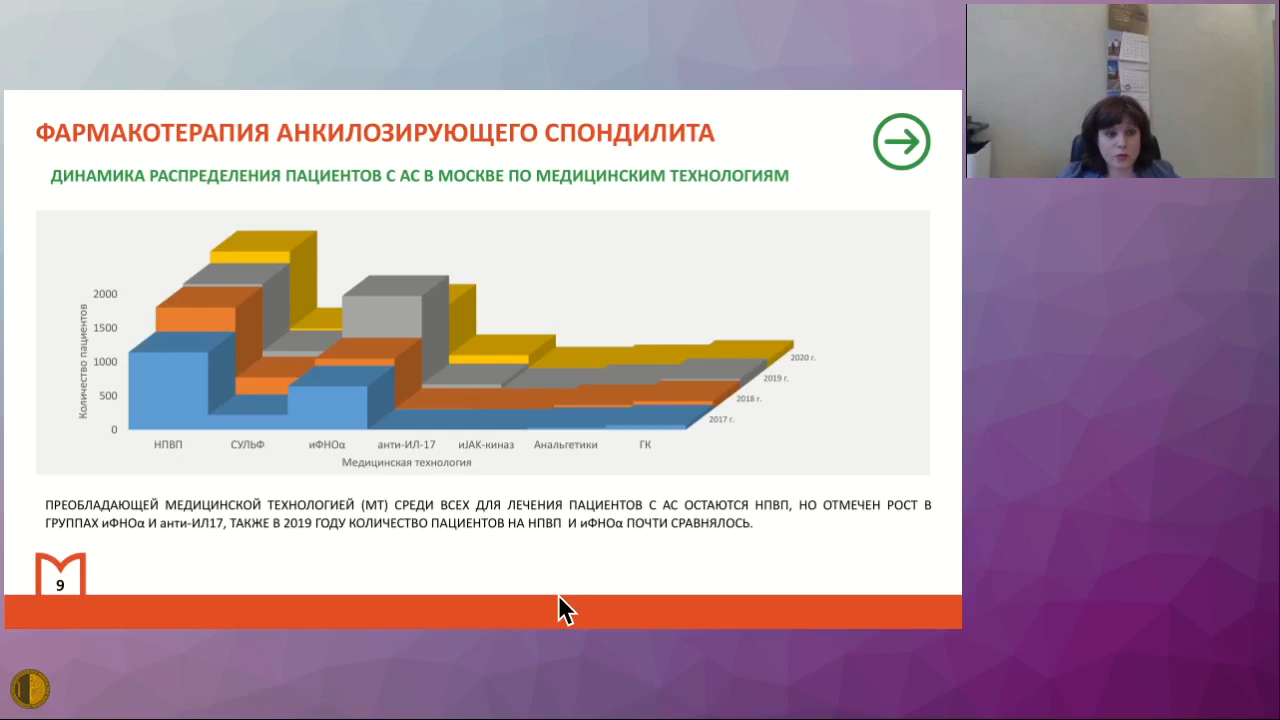 ФАРМАКОТЕРАПИЯ АНКИЛОЗИРУЮЩЕГО СПОНДИЛИТА
ДИНАМИКА РАСПРЕДЕЛЕНИЯ ПАЦИЕНТОВ С АС В МОСКВЕ ПО МЕДИЦИНСКИМ ТЕХНОЛОГИЯМ
Количество пациентов
2000
1500
1000
500
0
2020 г.
2019 г.
2018 г.
2017 г.
НПВП СУЛЬФ иФНОα анти-ИЛ-17 иJAK-киназ Анальгетики ГК
Медицинская технология
ПРЕОБЛАДАЮЩЕЙ МЕДИЦИНСКОЙ ТЕХНОЛОГИЕЙ (МТ) СРЕДИ ВСЕХ ДЛЯ ЛЕЧЕНИЯ ПАЦИЕНТОВ С АС ОСТАЮТСЯ НПВП, НО ОТМЕЧЕН РОСТ В
ГРУППАХ иФНОα И анти-ИЛ17, ТАКЖЕ В 2019 ГОДУ КОЛИЧЕСТВО ПАЦИЕНТОВ НА НПВП И иФНОα ПОЧТИ СРАВНЯЛОСЬ.
9